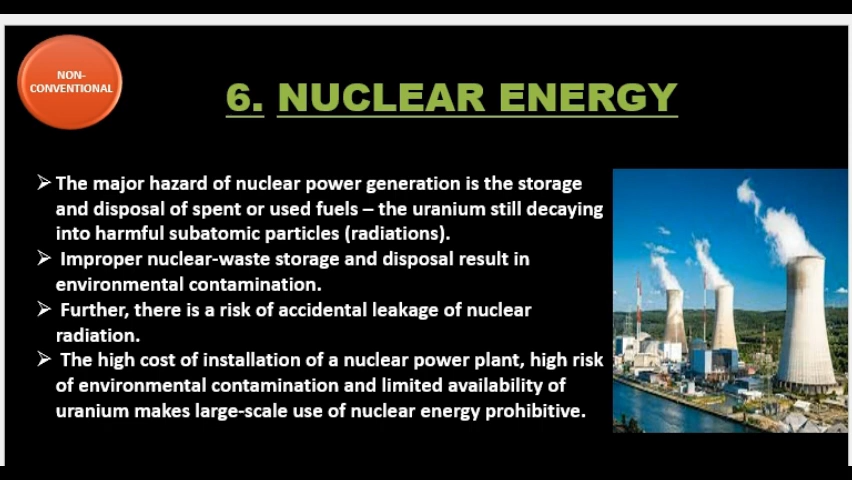 NON-
CONVENTIONAL
6. NUCLEAR ENERGY
➢ The major hazard of nuclear power generation is the storage
and disposal of spent or used fuels – the uranium still decaying
into harmful subatomic particles (radiations).
➢ Improper nuclear-waste storage and disposal result in
environmental contamination.
➢ Further, there is a risk of accidental leakage of nuclear
radiation.
➢ The high cost of installation of a nuclear power plant, high risk
of environmental contamination and limited availability of
uranium makes large-scale use of nuclear energy prohibitive.